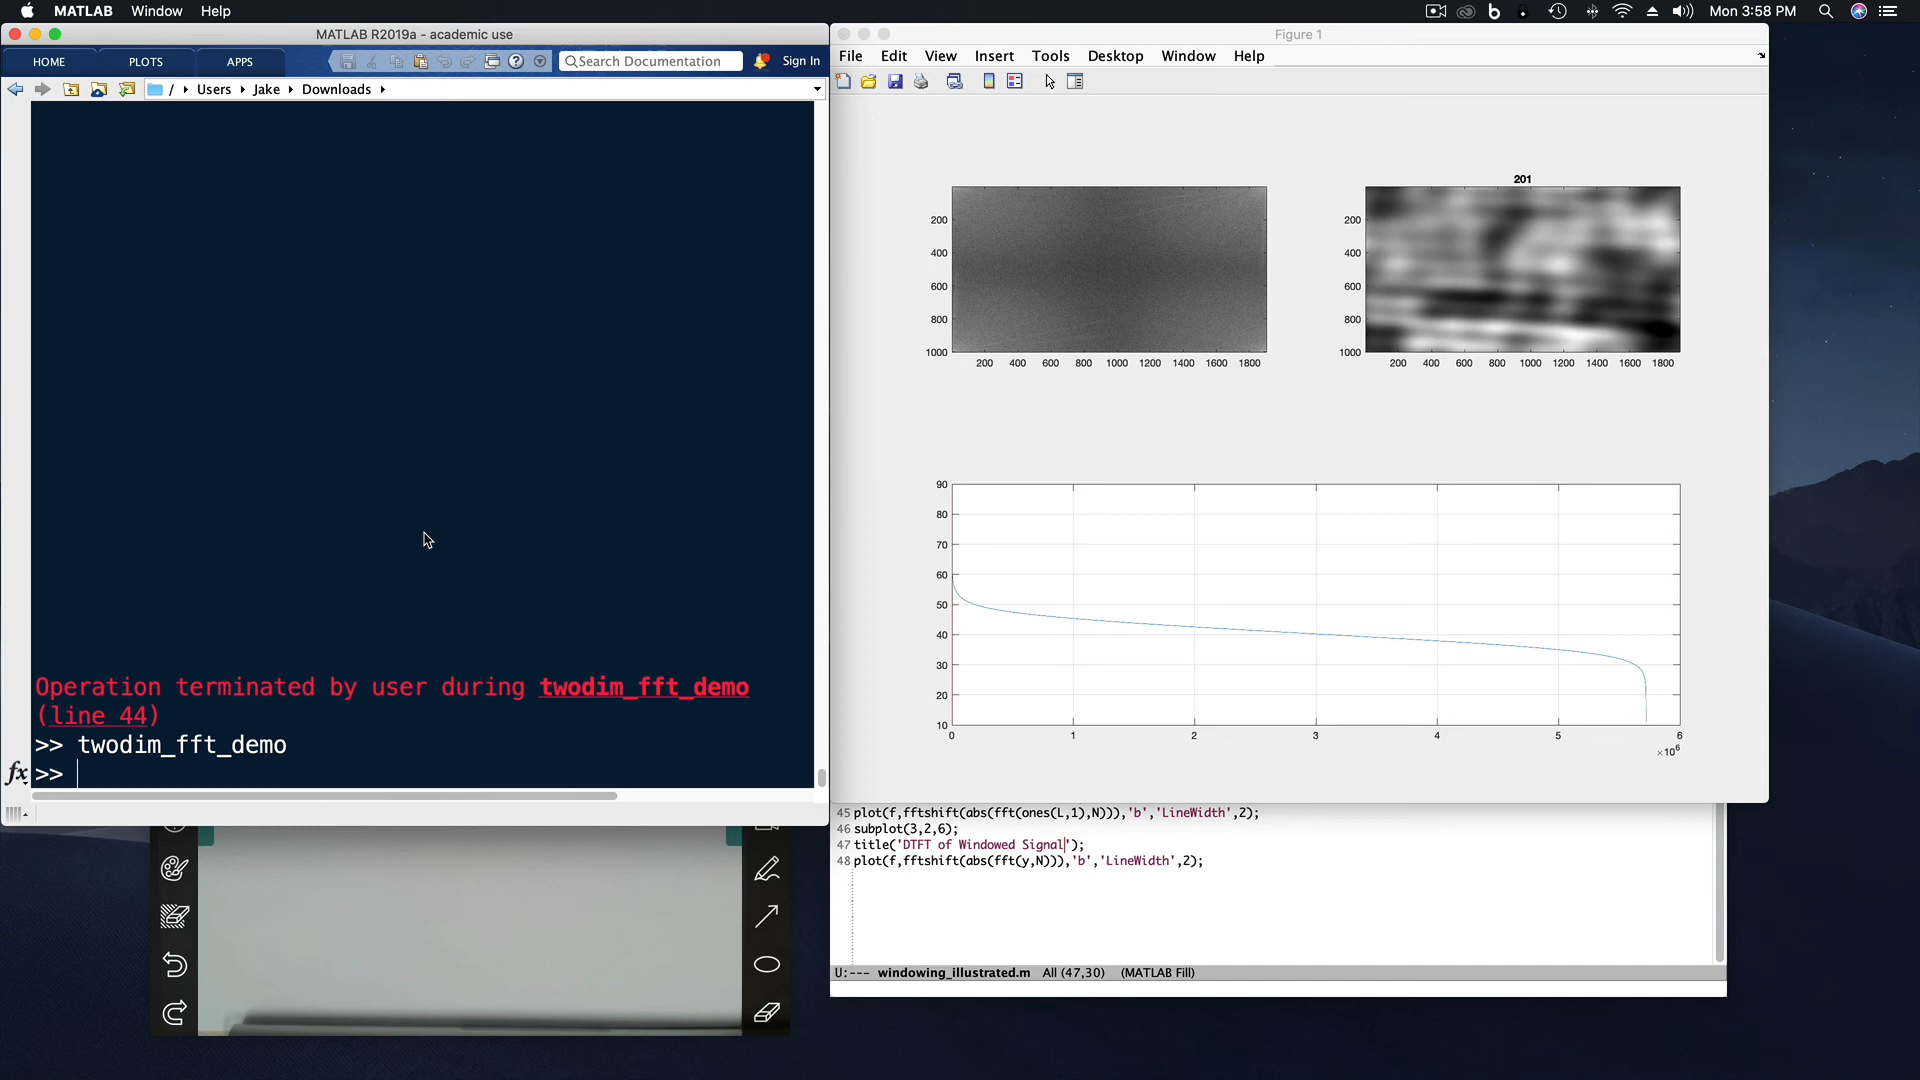 MATLAB Window Help
Mon 3:58 PM
MATLAB R2019a - academic use
HOME PLOTS APPS
Search Documentation
Sign In
/ Users Jake Downloads
Operation terminated by user during twodim_fft_demo
(line 44)
>> twodim_fft_demo
fx >>
Figure 1
File Edit View Insert Tools Desktop Window Help
200
400
600
800
1000
200 400 600 800 1000 1200 1400 1600 1800
201
200
400
600
800
1000
200 400 600 800 1000 1200 1400 1600 1800
90
80
70
60
50
40
30
20
10
0 1 2 3 4 5 6
×10⁶
45 plot(f,fftshift(abs(fft(ones(L,1),N))),'b','LineWidth',2);
46 subplot(3,2,6);
47 title('DTFT of Windowed Signal');
48 plot(f,fftshift(abs(fft(y,N))),'b','LineWidth',2);
U:--- windowing_illustrated.m All (47,30) (MATLAB Fill)